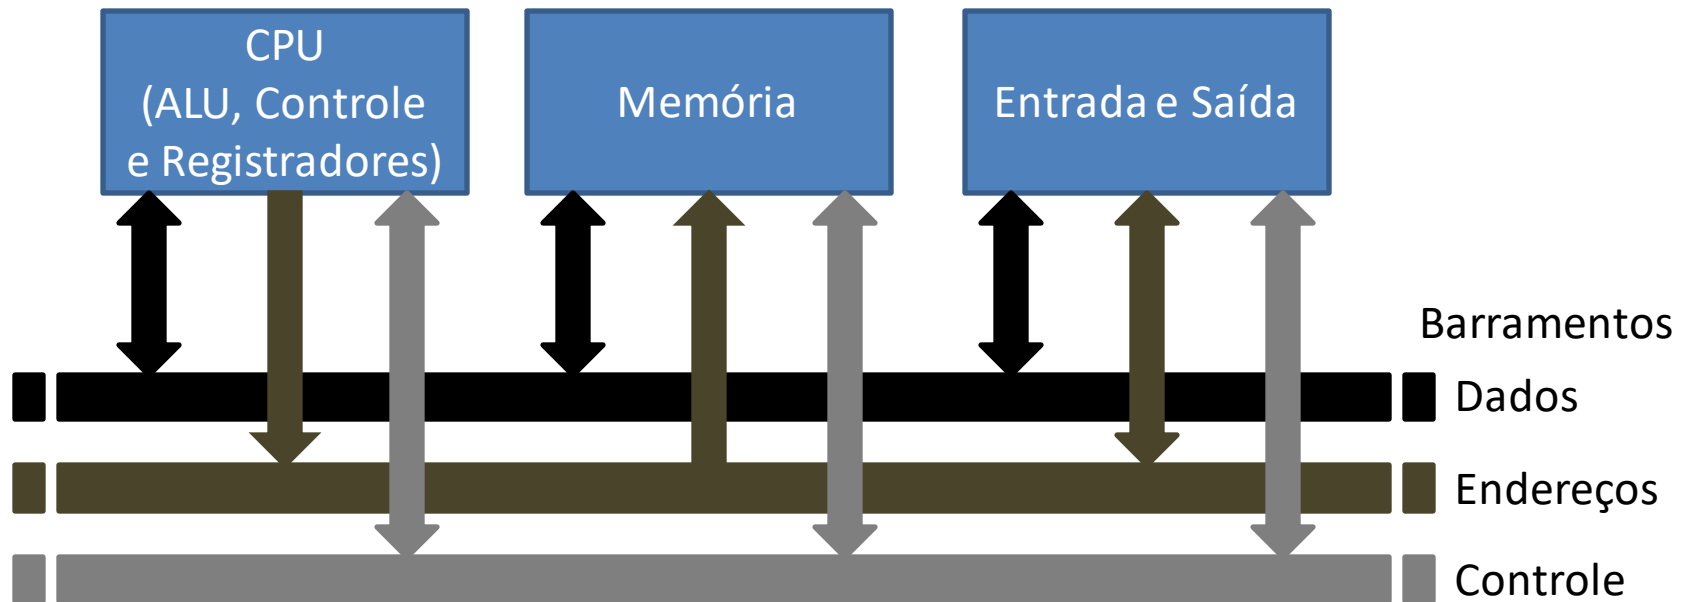 CPU
(ALU, Controle
e Registradores)
Memória
Entrada e Saída
Barramentos
Dados
Endereços
Controle